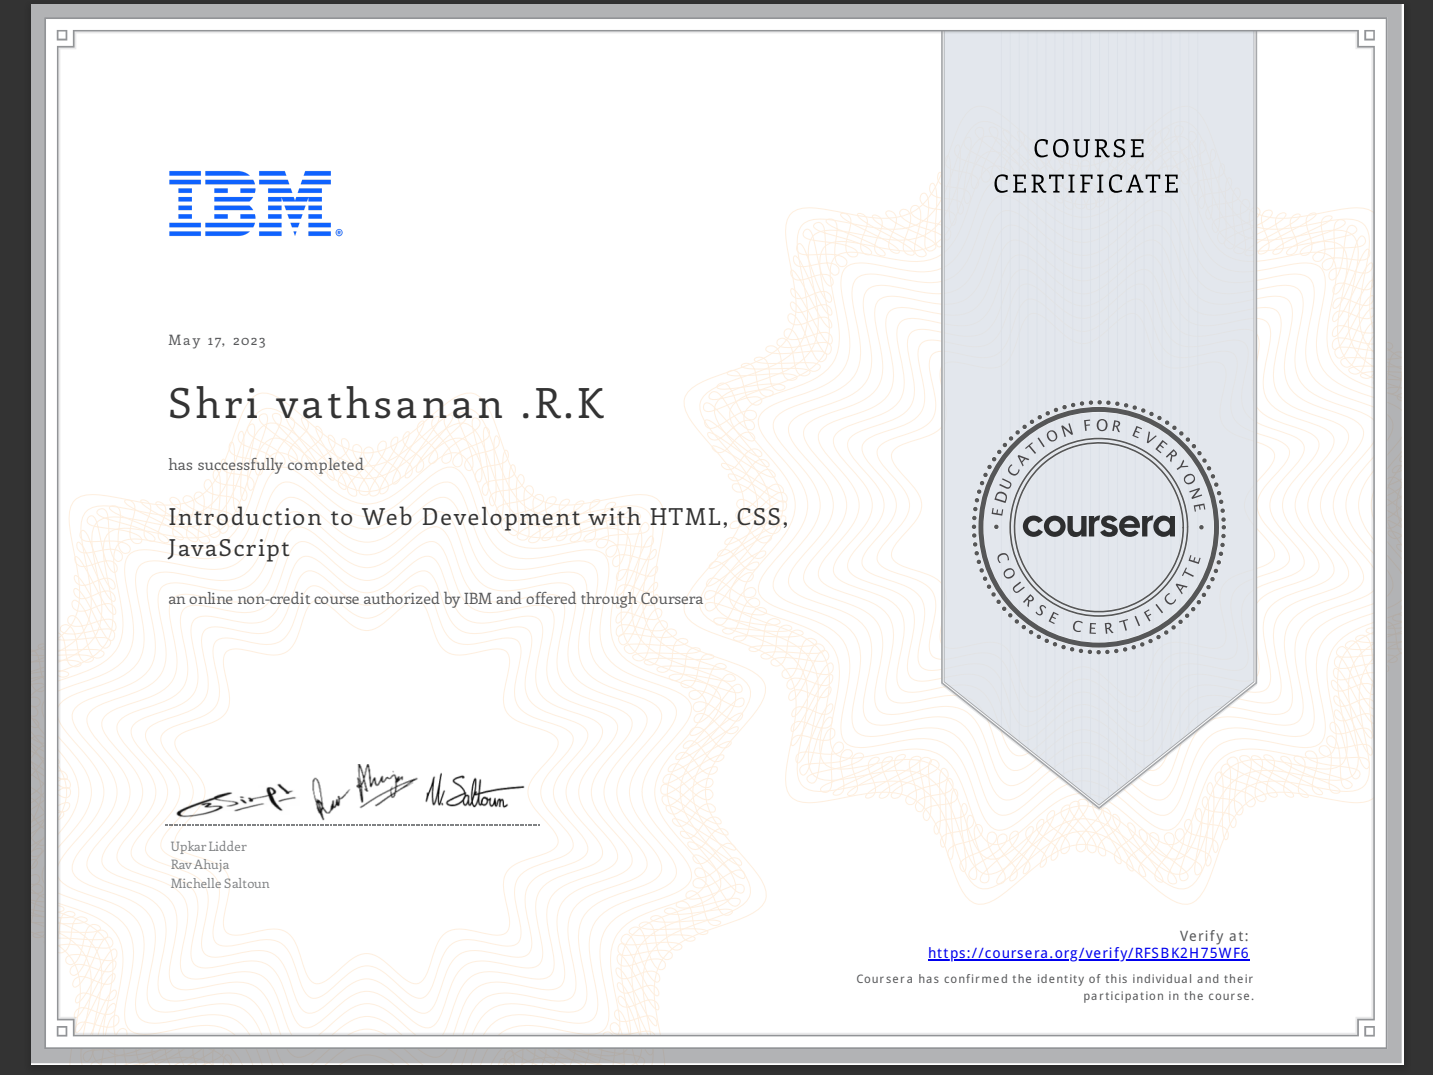 COURSE
CERTIFICATE
IBM®
May 17, 2023
Shri vathsanan .R.K
has successfully completed
Introduction to Web Development with HTML, CSS,
JavaScript
an online non-credit course authorized by IBM and offered through Coursera
EDUCATION FOR EVERYONE
coursera
COURSE CERTIFICATE
M. Saltoun
Upkar Lidder
Rav Ahuja
Michelle Saltoun
Verify at:
https://coursera.org/verify/RFSBK2H75WF6
Coursera has confirmed the identity of this individual and their
participation in the course.